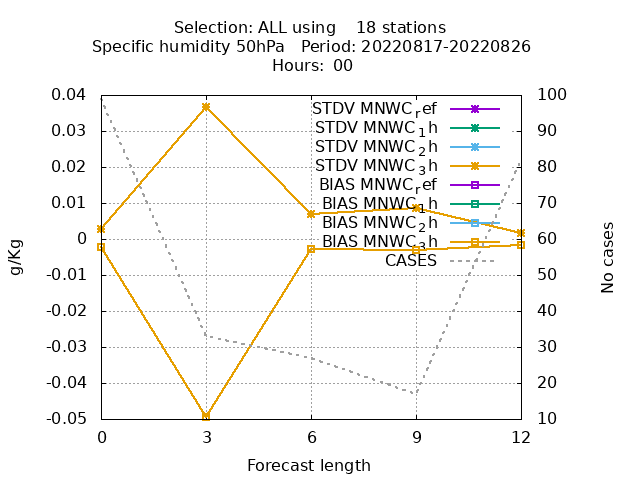 Selection: ALL using    18 stations
Specific humidity 50hPa   Period: 20220817-20220826
Hours:  00
0.04
0.03
0.02
0.01
0
-0.01
-0.02
-0.03
-0.04
-0.05
g/Kg
STDV MNWC_ref
STDV MNWC_1h
STDV MNWC_2h
STDV MNWC_3h
BIAS MNWC_ref
BIAS MNWC_1h
BIAS MNWC_2h
BIAS MNWC_3h
CASES
100
90
80
70
60
50
40
30
20
10
No cases
0 3 6 9 12
Forecast length